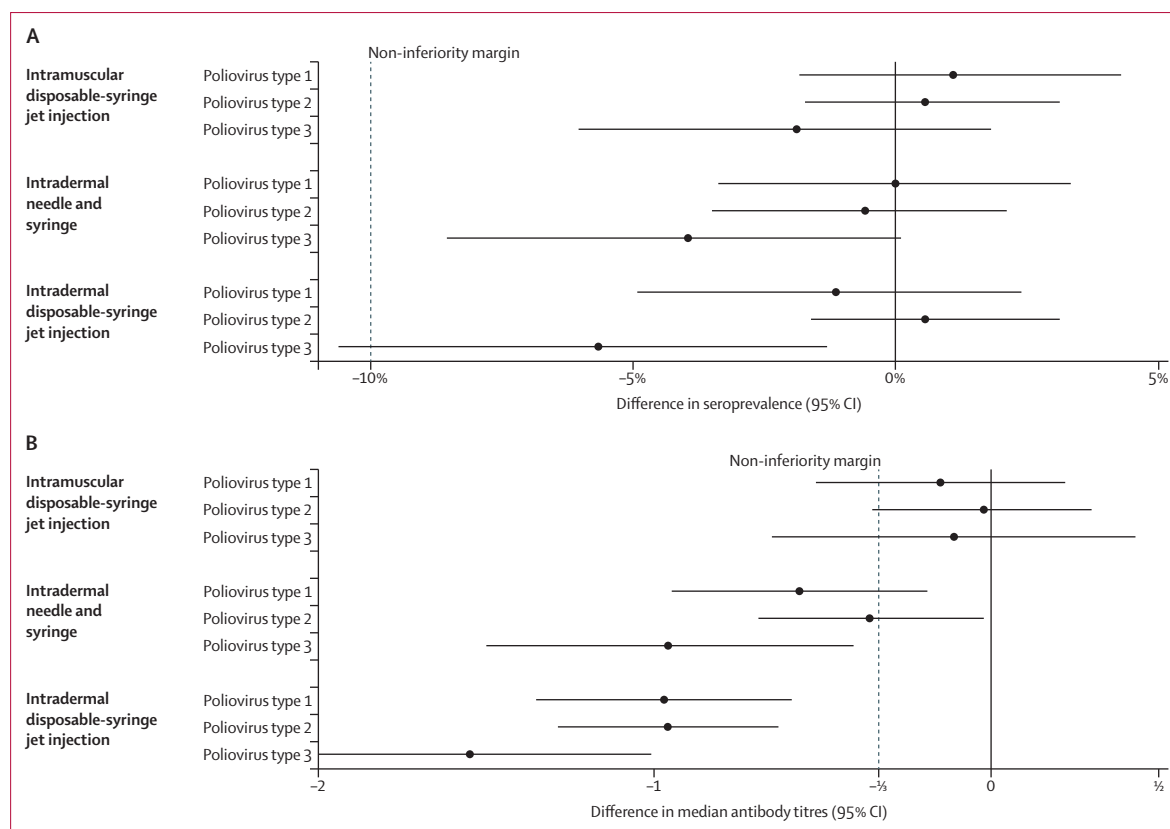 A
Non-inferiority margin
Intramuscular
disposable-syringe
jet injection
Poliovirus type 1
Poliovirus type 2
Poliovirus type 3
Intradermal
needle and
syringe
Poliovirus type 1
Poliovirus type 2
Poliovirus type 3
Intradermal
disposable-syringe
jet injection
Poliovirus type 1
Poliovirus type 2
Poliovirus type 3
–10% –5% 0% 5%
Difference in seroprevalence (95% CI)
B
Non-inferiority margin
Intramuscular
disposable-syringe
jet injection
Poliovirus type 1
Poliovirus type 2
Poliovirus type 3
Intradermal
needle and
syringe
Poliovirus type 1
Poliovirus type 2
Poliovirus type 3
Intradermal
disposable-syringe
jet injection
Poliovirus type 1
Poliovirus type 2
Poliovirus type 3
–2 –1 –⅓ 0 ½
Difference in median antibody titres (95% CI)